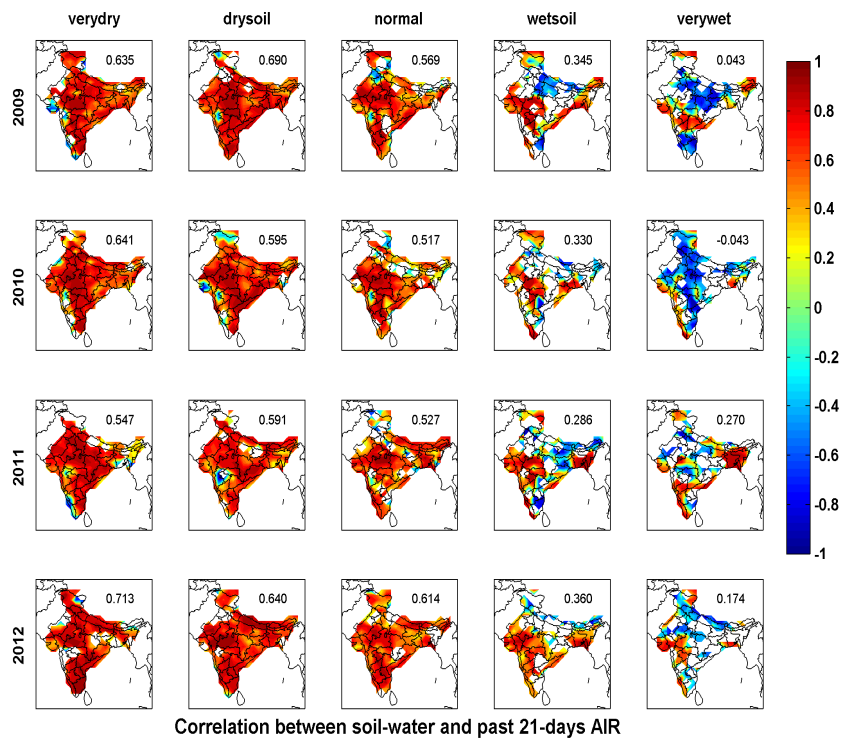 verydry drysoil normal wetsoil verywet
2009 0.635 0.690 0.569 0.345 0.043
2010 0.641 0.595 0.517 0.330 -0.043
2011 0.547 0.591 0.527 0.286 0.270
2012 0.713 0.640 0.614 0.360 0.174
1
0.8
0.6
0.4
0.2
0
-0.2
-0.4
-0.6
-0.8
-1
Correlation between soil-water and past 21-days AIR